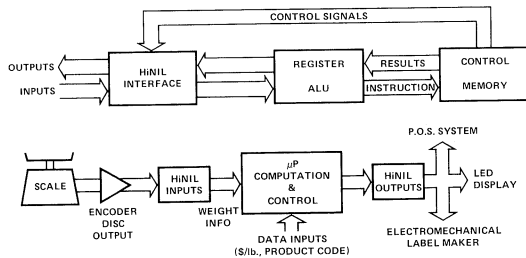 CONTROL SIGNALS
OUTPUTS
INPUTS
HiNIL
INTERFACE
REGISTER
ALU
RESULTS
INSTRUCTION
CONTROL
MEMORY
P.O.S. SYSTEM
SCALE
ENCODER
DISC
OUTPUT
HiNIL
INPUTS
WEIGHT
INFO
µP
COMPUTATION
&
CONTROL
DATA INPUTS
($/lb., PRODUCT CODE)
HiNIL
OUTPUTS
LED
DISPLAY
ELECTROMECHANICAL
LABEL MAKER